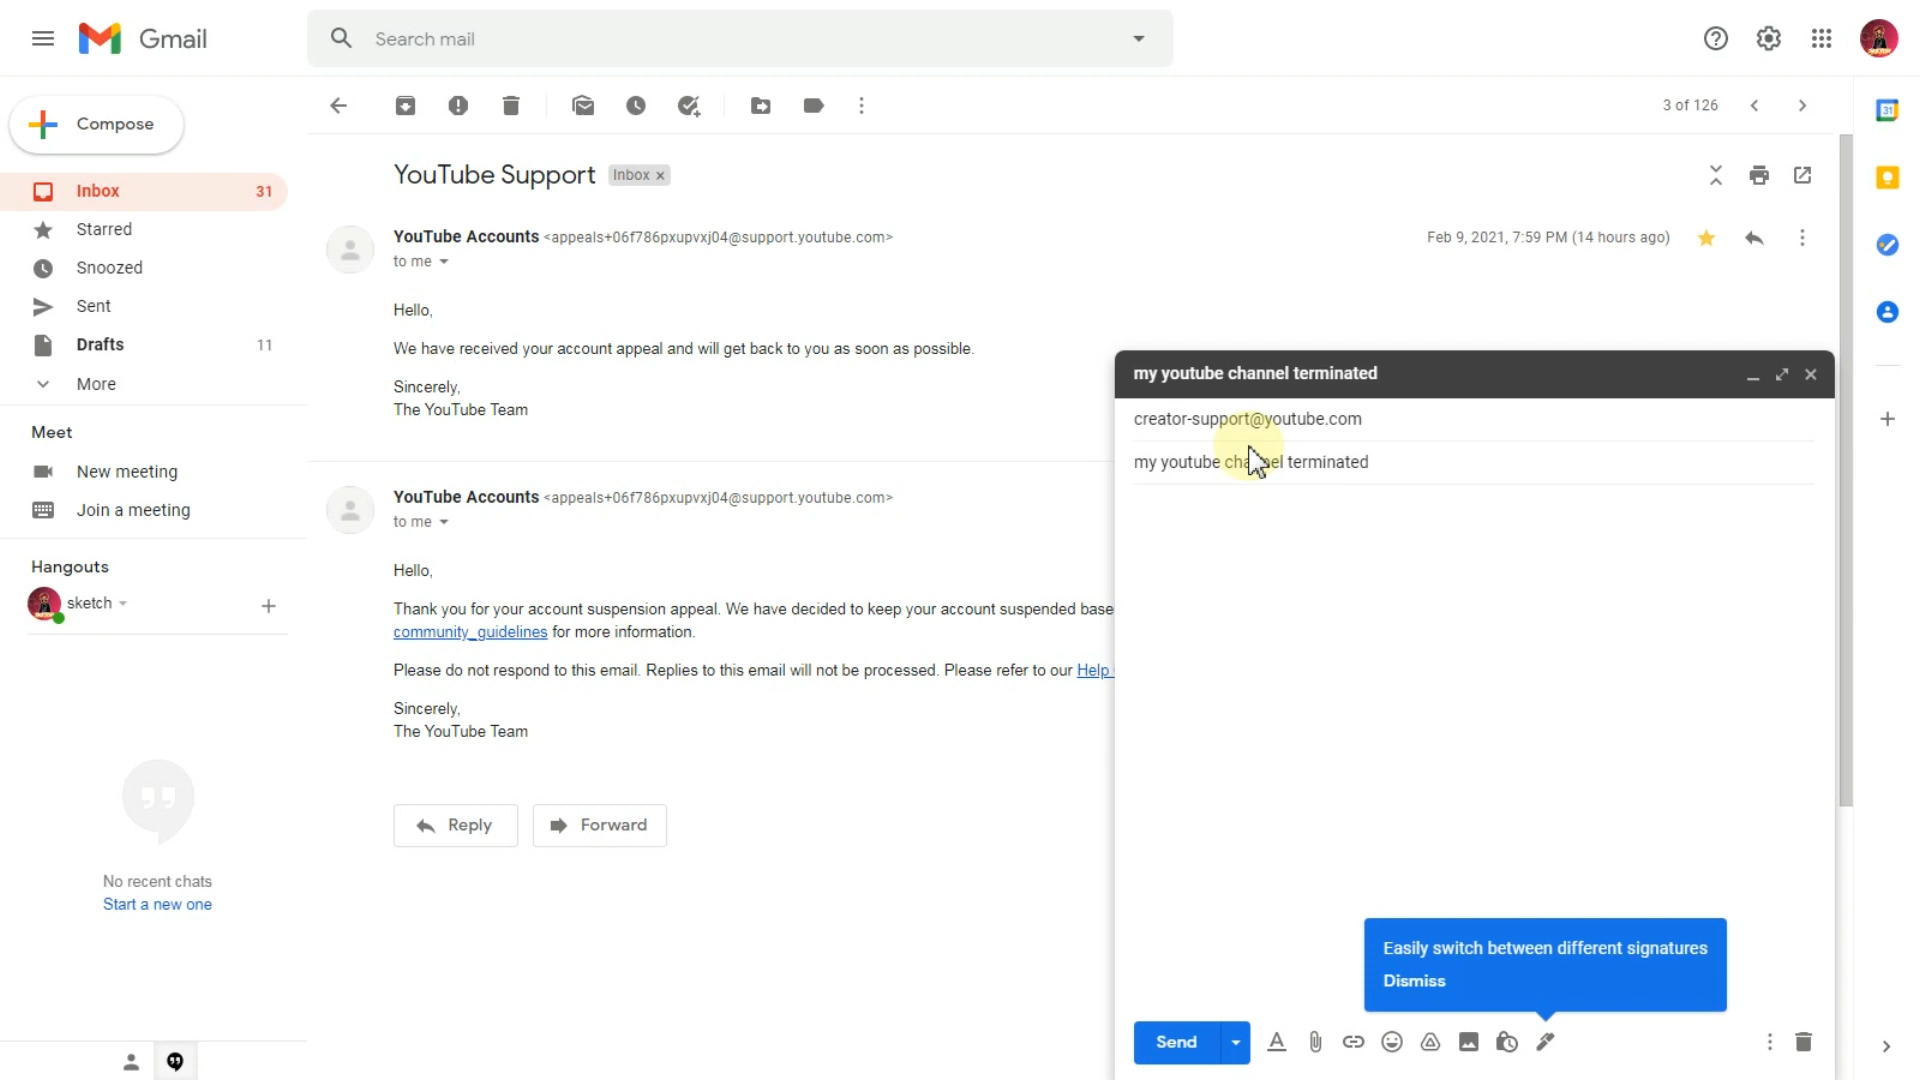 Gmail
Search mail
Compose
3 of 126
31
Inbox 31
Starred
Snoozed
Sent
Drafts 11
More
Meet
New meeting
Join a meeting
Hangouts
sketch
No recent chats
Start a new one
YouTube Support Inbox x
YouTube Accounts <appeals+06f786pxupvxj04@support.youtube.com>
Feb 9, 2021, 7:59 PM (14 hours ago)
to me
Hello,
We have received your account appeal and will get back to you as soon as possible.
Sincerely,
The YouTube Team
YouTube Accounts <appeals+06f786pxupvxj04@support.youtube.com>
to me
Hello,
Thank you for your account suspension appeal. We have decided to keep your account suspended base
community_guidelines for more information.
Please do not respond to this email. Replies to this email will not be processed. Please refer to our Help
Sincerely,
The YouTube Team
Reply
Forward
my youtube channel terminated
creator-support@youtube.com
my youtube channel terminated
Easily switch between different signatures
Dismiss
Send